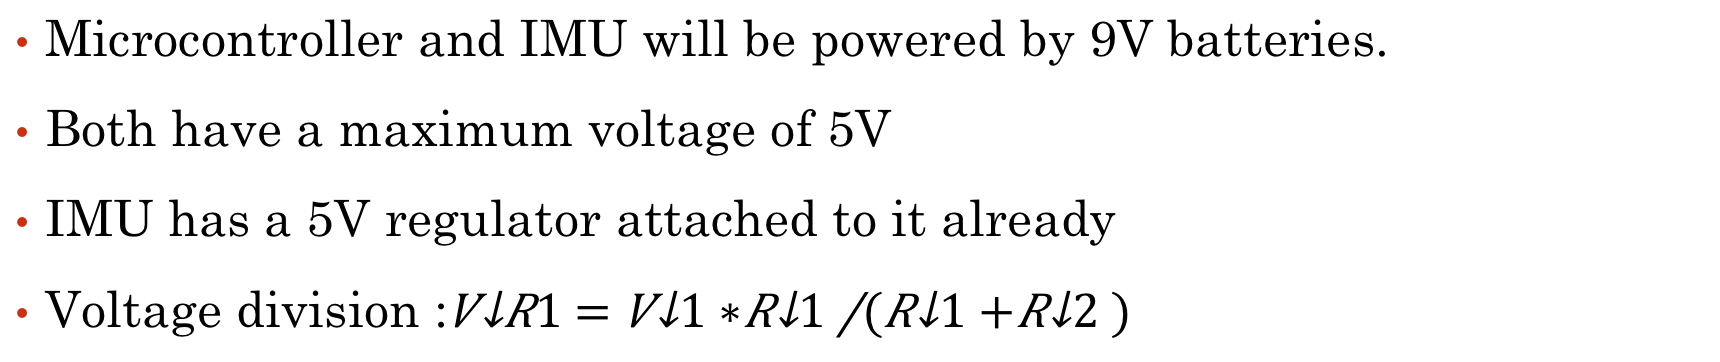 • Microcontroller and IMU will be powered by 9V batteries.
• Both have a maximum voltage of 5V
• IMU has a 5V regulator attached to it already
• Voltage division :𝑉↓𝑅1 = 𝑉↓1 ∗𝑅↓1 /(𝑅↓1 +𝑅↓2 )